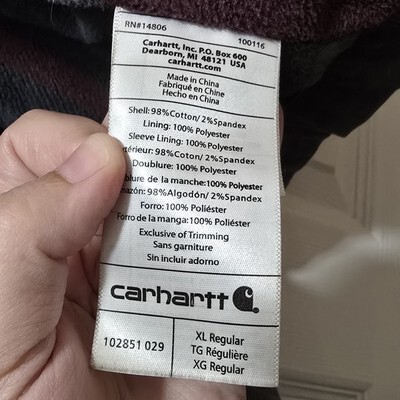 RN#14806 100116
Carhartt, Inc. P.O. Box 600
Dearborn, MI 48121 USA
carhartt.com
Made in China
Fabriqué en Chine
Hecho en China
Shell: 98%Cotton/ 2%Spandex
Lining: 100% Polyester
Sleeve Lining: 100% Polyester
térieur: 98%Coton/ 2%Spandex
Doublure: 100% Polyester
blure de la manche:100% Polyester
mazón: 98%Algodón/ 2%Spandex
Forro: 100% Poliéster
Forro de la manga:100% Poliéster
Exclusive of Trimming
Sans garniture
Sin incluir adorno
carhartt
102851 029
XL Regular
TG Régulière
XG Regular